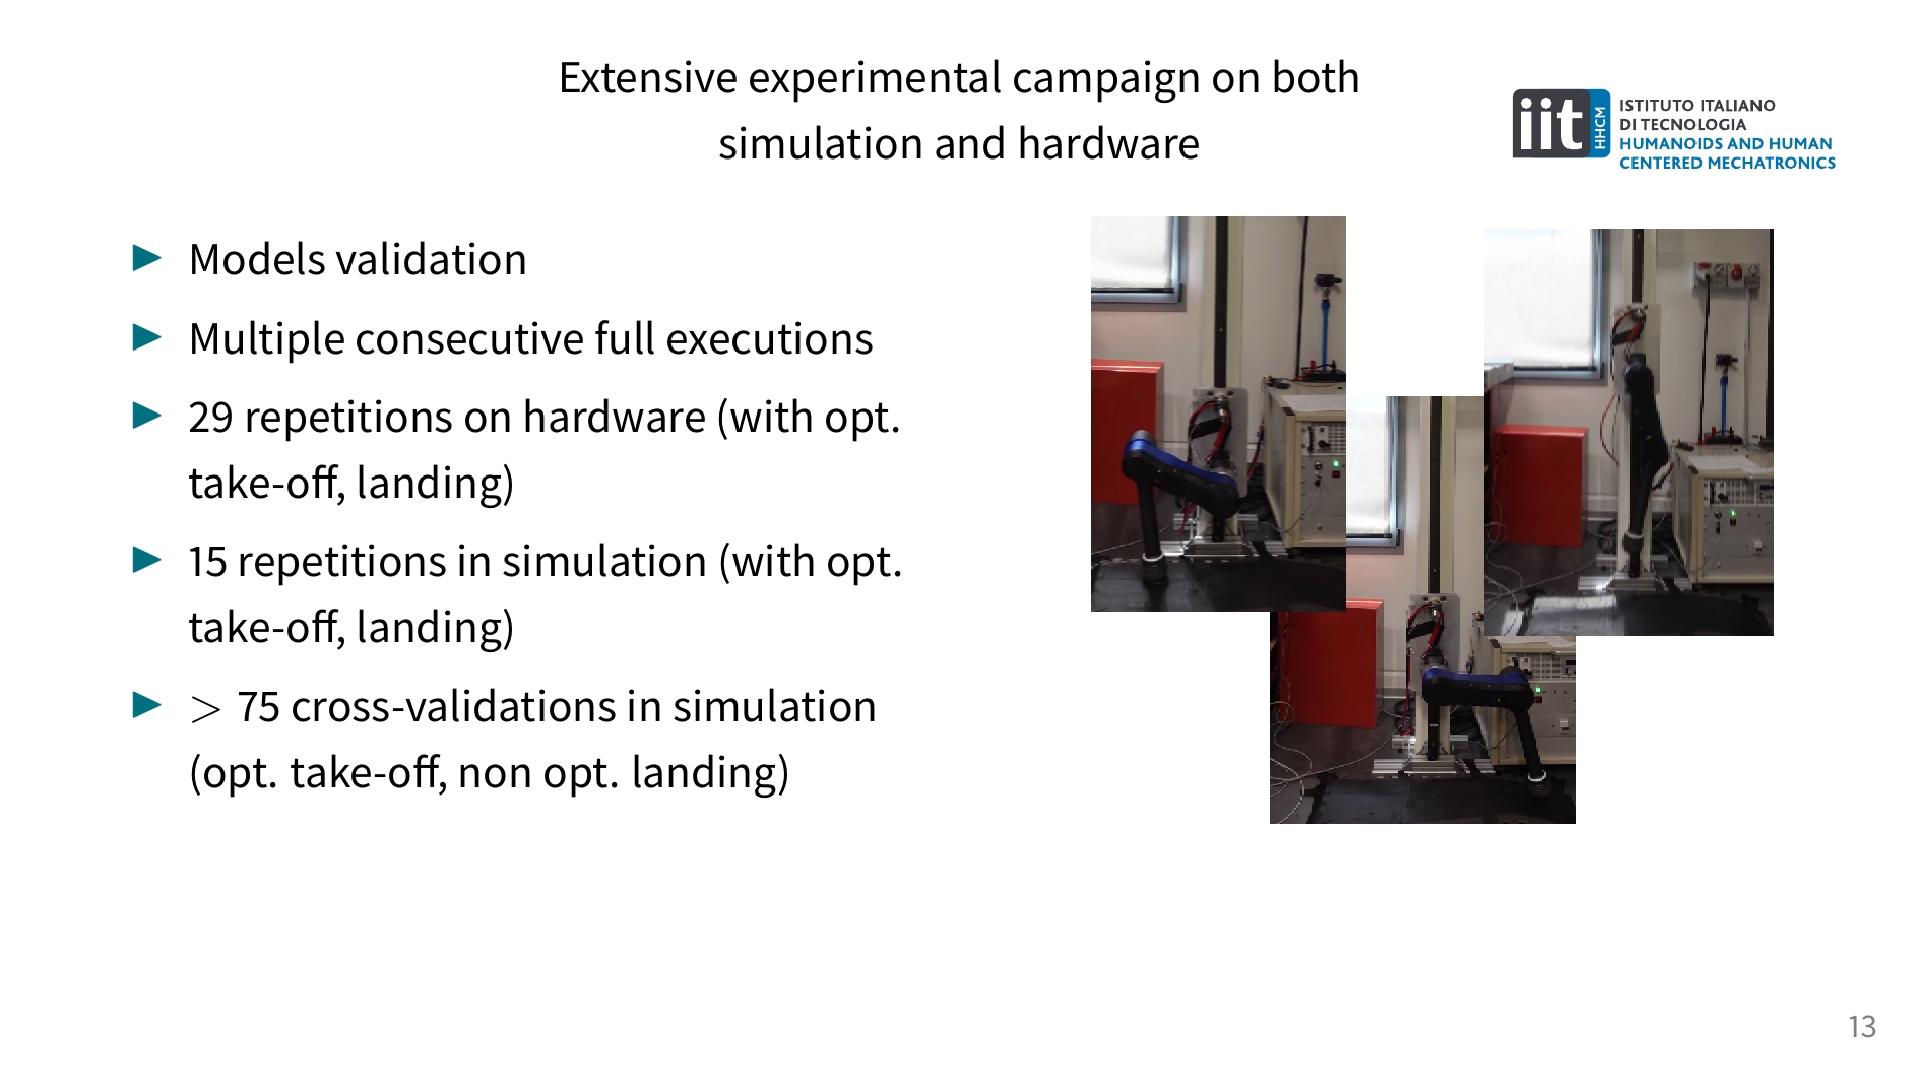 Extensive experimental campaign on both
simulation and hardware
iit
HHCM
ISTITUTO ITALIANO
DI TECNOLOGIA
HUMANOIDS AND HUMAN
CENTERED MECHATRONICS
Models validation
Multiple consecutive full executions
29 repetitions on hardware (with opt.
take-off, landing)
15 repetitions in simulation (with opt.
take-off, landing)
> 75 cross-validations in simulation
(opt. take-off, non opt. landing)
13